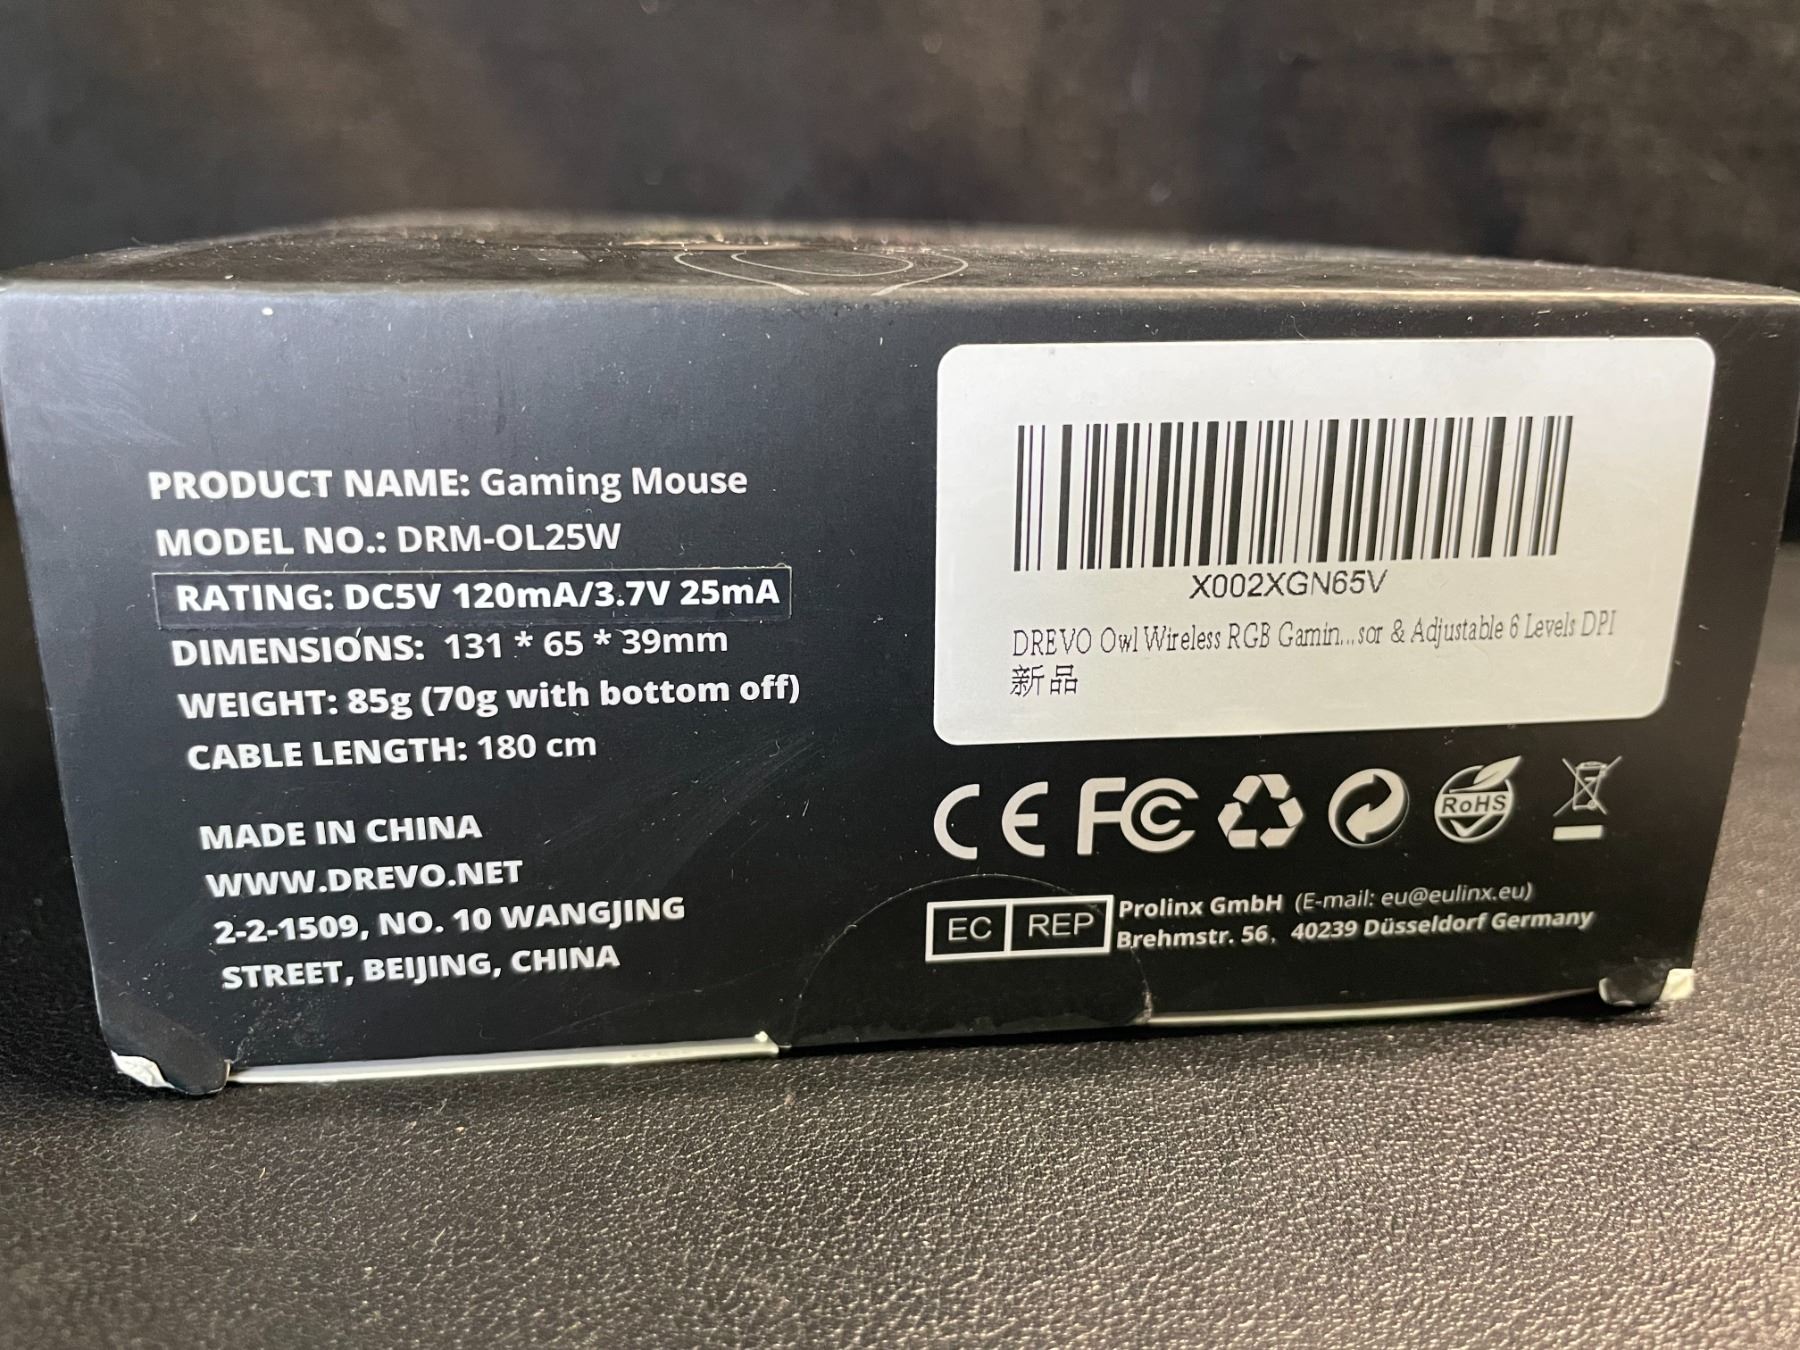 PRODUCT NAME: Gaming Mouse
MODEL NO.: DRM-OL25W
RATING: DC5V 120mA/3.7V 25mA
DIMENSIONS: 131 * 65 * 39mm
WEIGHT: 85g (70g with bottom off)
CABLE LENGTH: 180 cm
MADE IN CHINA
WWW.DREVO.NET
2-2-1509, NO. 10 WANGJING
STREET, BEIJING, CHINA
X002XGN65V
DREVO Owl Wireless RGB Gamin...sor & Adjustable 6 Levels DPI
新品
CE FC RoHS
EC REP
Prolinx GmbH (E-mail: eu@eulinx.eu)
Brehmstr. 56, 40239 Düsseldorf Germany